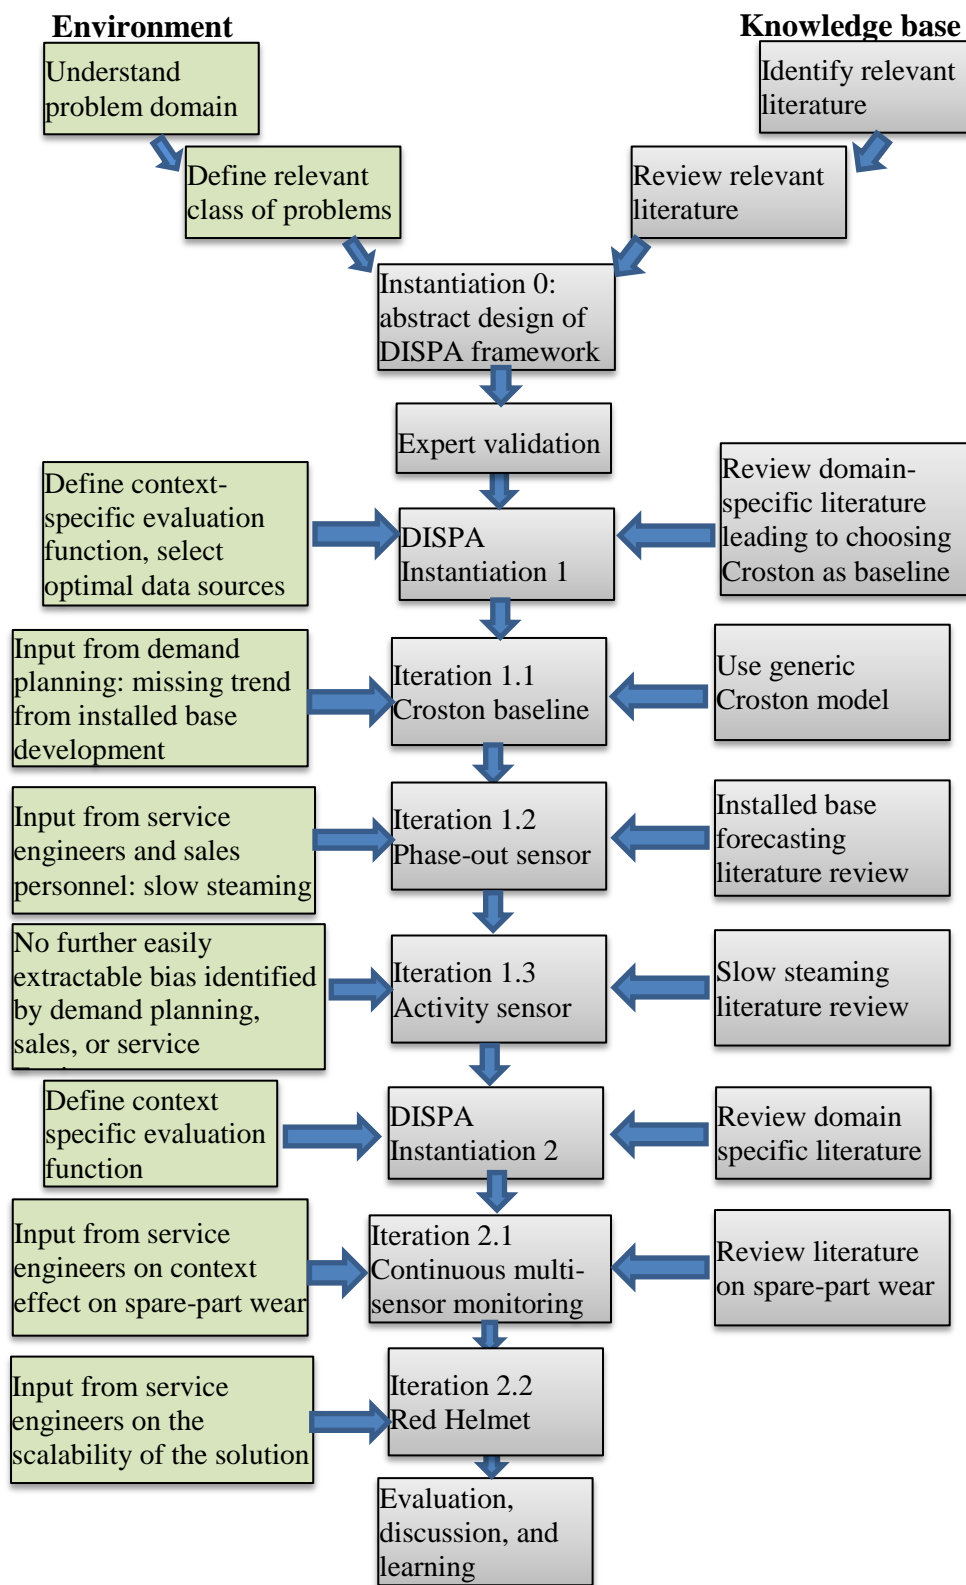 Environment
Knowledge base
Understand
problem domain
Identify relevant
literature
Define relevant
class of problems
Review relevant
literature
Instantiation 0:
abstract design of
DISPA framework
Expert validation
Define context-
specific evaluation
function, select
optimal data sources
DISPA
Instantiation 1
Review domain-
specific literature
leading to choosing
Croston as baseline
Input from demand
planning: missing trend
from installed base
development
Iteration 1.1
Croston baseline
Use generic
Croston model
Input from service
engineers and sales
personnel: slow steaming
Iteration 1.2
Phase-out sensor
Installed base
forecasting
literature review
No further easily
extractable bias identified
by demand planning,
sales, or service
Iteration 1.3
Activity sensor
Slow steaming
literature review
Define context
specific evaluation
function
DISPA
Instantiation 2
Review domain
specific literature
Input from service
engineers on context
effect on spare-part wear
Iteration 2.1
Continuous multi-
sensor monitoring
Review literature
on spare-part wear
Input from service
engineers on the
scalability of the solution
Iteration 2.2
Red Helmet
Evaluation,
discussion, and
learning